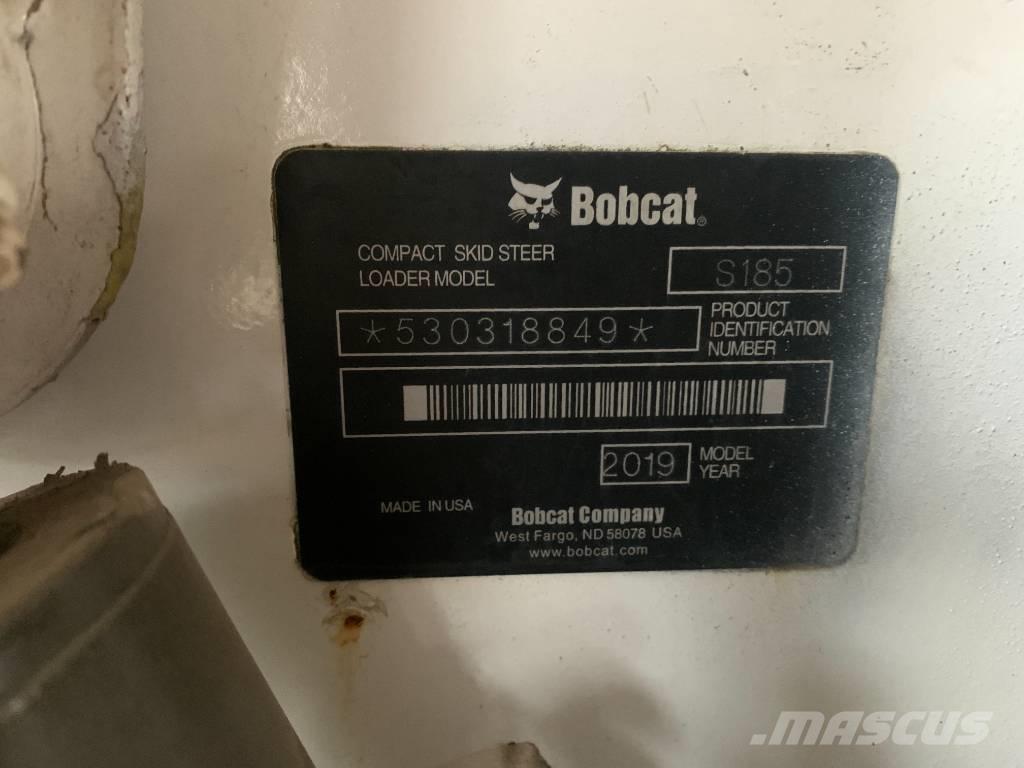 Bobcat®
COMPACT SKID STEER
LOADER MODEL
S185
*530318849*
PRODUCT
IDENTIFICATION
NUMBER
2019
MODEL
YEAR
MADE IN USA
Bobcat Company
West Fargo, ND 58078 USA
www.bobcat.com
MASCUS